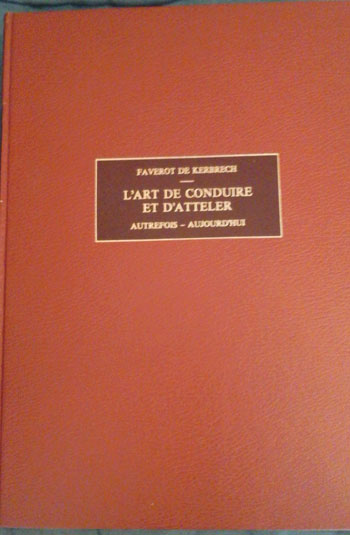 FAVEROT DE KERBRECH
L'ART DE CONDUIRE
ET D'ATTELER
AUTREFOIS – AUJOURD'HUI